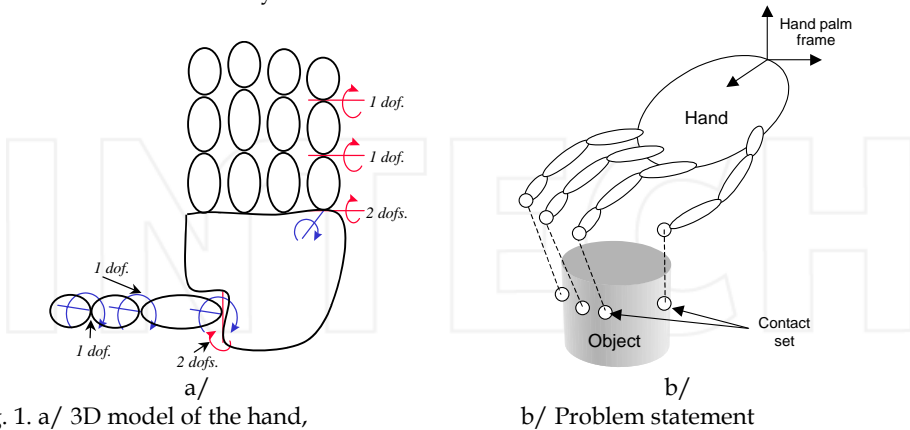 1 dof.
1 dof.
2 dofs.
1 dof.
1 dof.
2 dofs.
a/
Hand palm
frame
Hand
Object
Contact
set
b/
g. 1. a/ 3D model of the hand, b/ Problem statement
INTECH